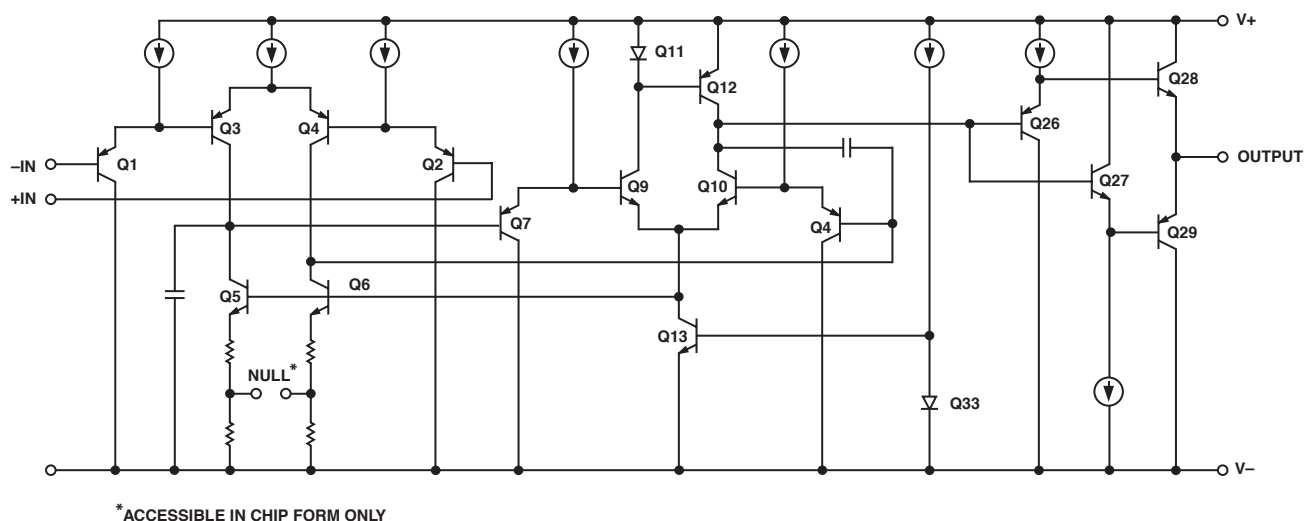 V+
Q11
Q12
Q28
Q3
Q4
Q26
–IN
Q1
Q2
OUTPUT
+IN
Q9
Q10
Q27
Q7
Q4
Q29
Q5
Q6
Q13
NULL*
Q33
V–
*ACCESSIBLE IN CHIP FORM ONLY